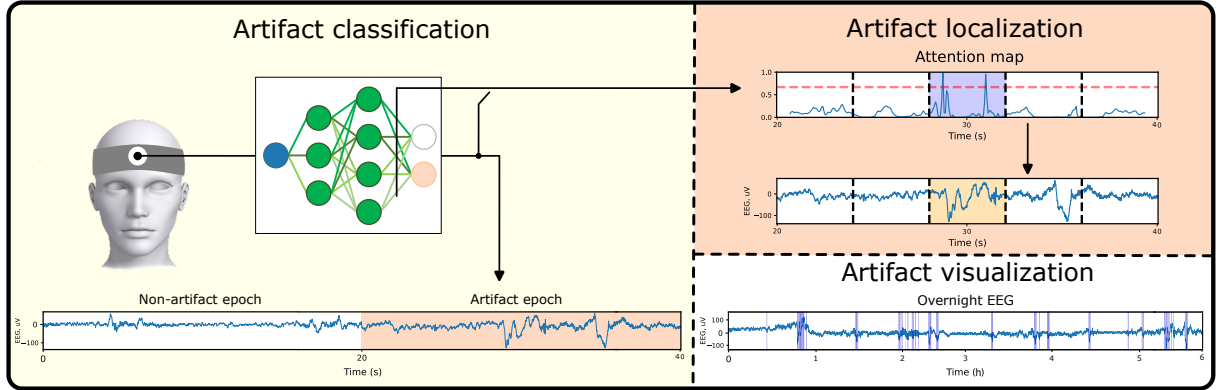 Artifact classification
Non-artifact epoch
Artifact epoch
EEG, uV
0
−100
0
20
40
Time (s)
Artifact localization
Attention map
1.0
0.5
0.0
20
30
40
Time (s)
EEG, uV
0
−100
20
30
40
Time (s)
Artifact visualization
Overnight EEG
EEG, uV
100
0
−100
0
1
2
3
4
5
6
Time (h)